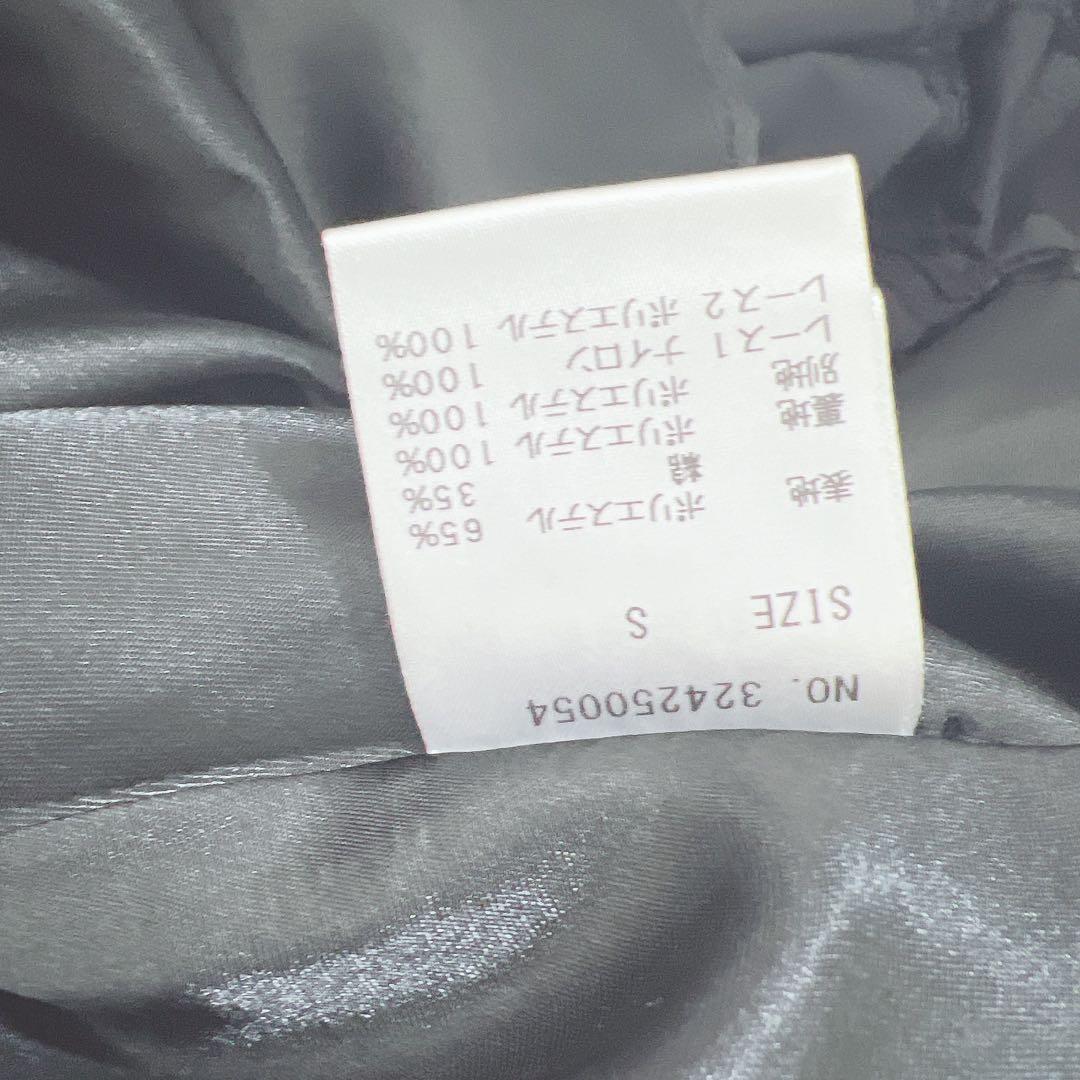 NO. 324250054
SIZE S
表地 ポリエステル 65%
綿 35%
裏地 ポリエステル 100%
別地 ポリエステル 100%
レース1 ナイロン 100%
レース2 ポリエステル 100%